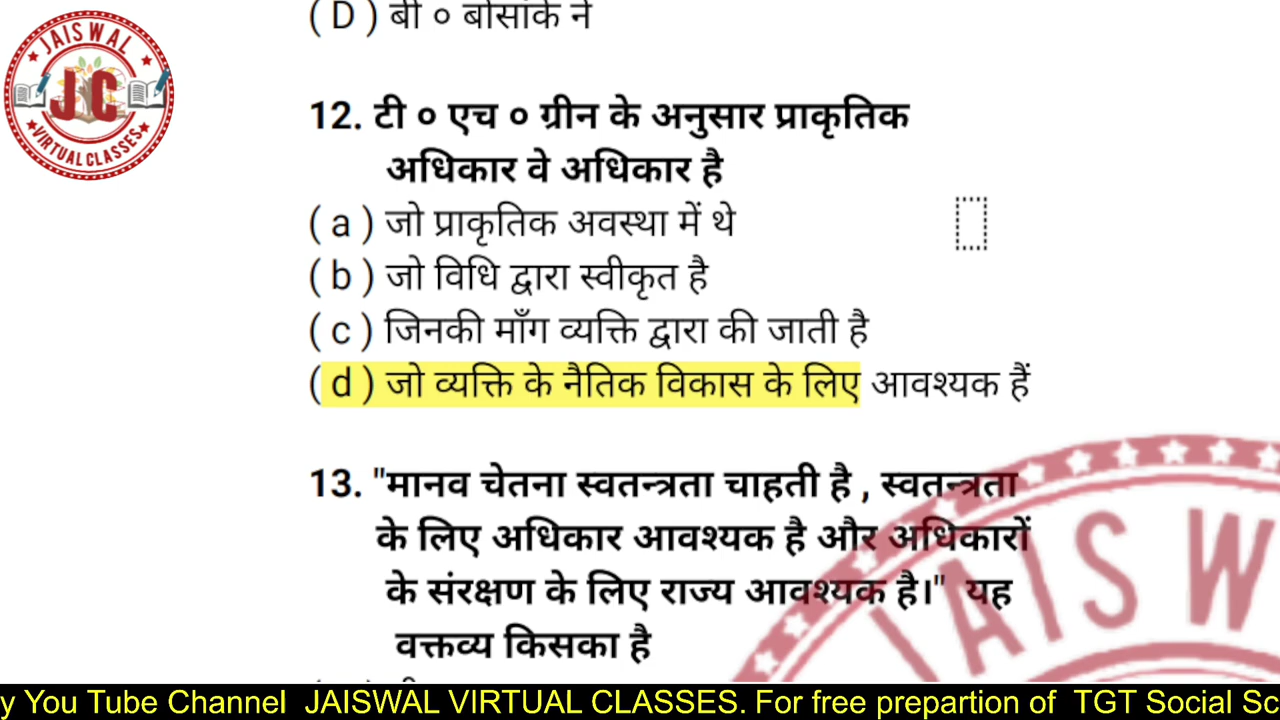 JAISWAL
JC
VIRTUAL CLASSES
( D ) बी ० बोसांके ने
12. टी ० एच ० ग्रीन के अनुसार प्राकृतिक
अधिकार वे अधिकार है
( a ) जो प्राकृतिक अवस्था में थे
( b ) जो विधि द्वारा स्वीकृत है
( c ) जिनकी माँग व्यक्ति द्वारा की जाती है
( d ) जो व्यक्ति के नैतिक विकास के लिए आवश्यक हैं
13. "मानव चेतना स्वतन्त्रता चाहती है , स्वतन्त्रता
के लिए अधिकार आवश्यक है और अधिकारों
के संरक्षण के लिए राज्य आवश्यक है।" यह
वक्तव्य किसका है
JAISW
y You Tube Channel JAISWAL VIRTUAL CLASSES. For free prepartion of TGT Social Sc